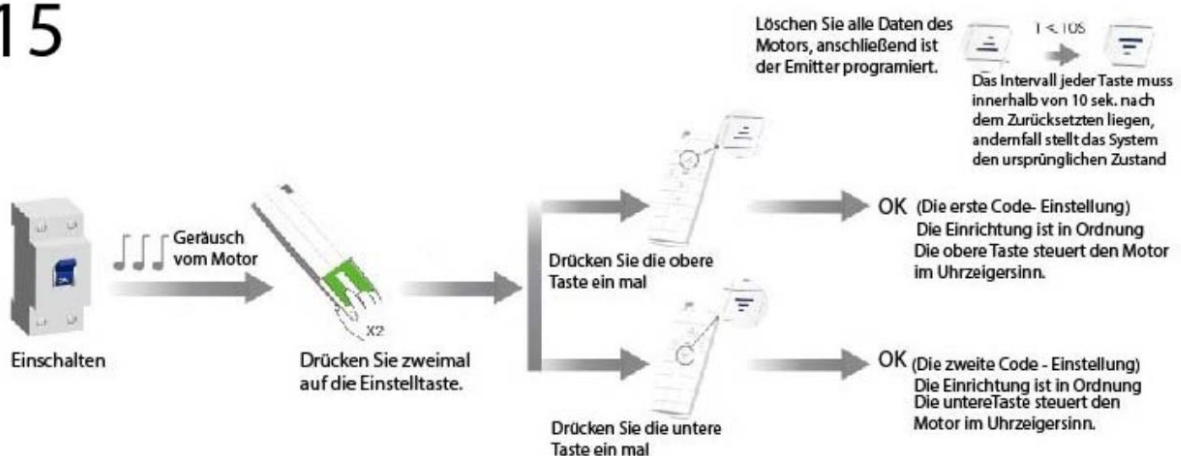 15
Löschen Sie alle Daten des
Motors, anschließend ist
der Emitter programiert.
T < 10S
Das Intervall jeder Taste muss
innerhalb von 10 sek. nach
dem Zurücksetzten liegen,
andernfall stellt das System
den ursprünglichen Zustand
Einschalten
Geräusch
vom Motor
X2
Drücken Sie zweimal
auf die Einstelltaste.
Drücken Sie die obere
Taste ein mal
OK (Die erste Code- Einstellung)
Die Einrichtung ist in Ordnung
Die obere Taste steuert den Motor
im Uhrzeigersinn.
Drücken Sie die untere
Taste ein mal
OK (Die zweite Code - Einstellung)
Die Einrichtung ist in Ordnung
Die untereTaste steuert den
Motor im Uhrzeigersinn.